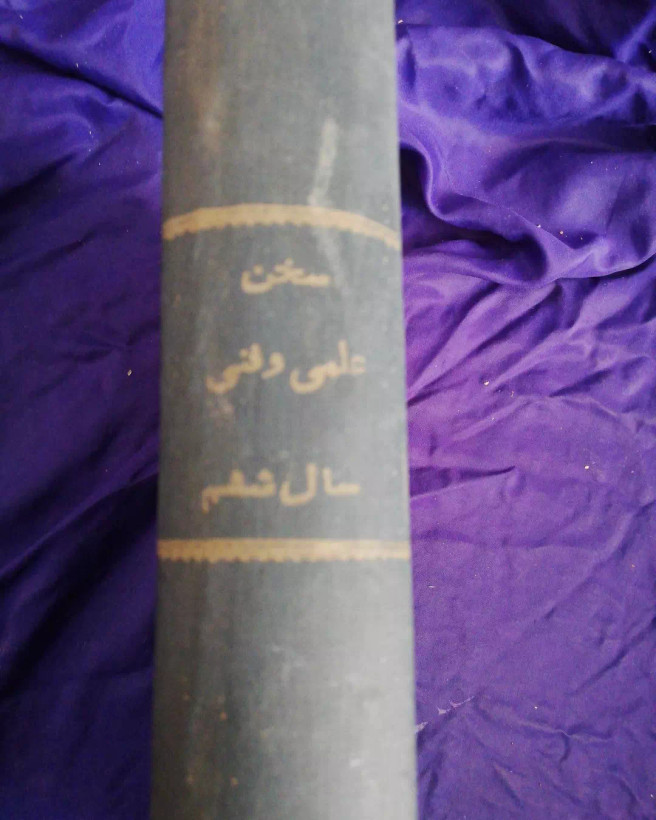 سخن
علمی وفنی
سال ششم